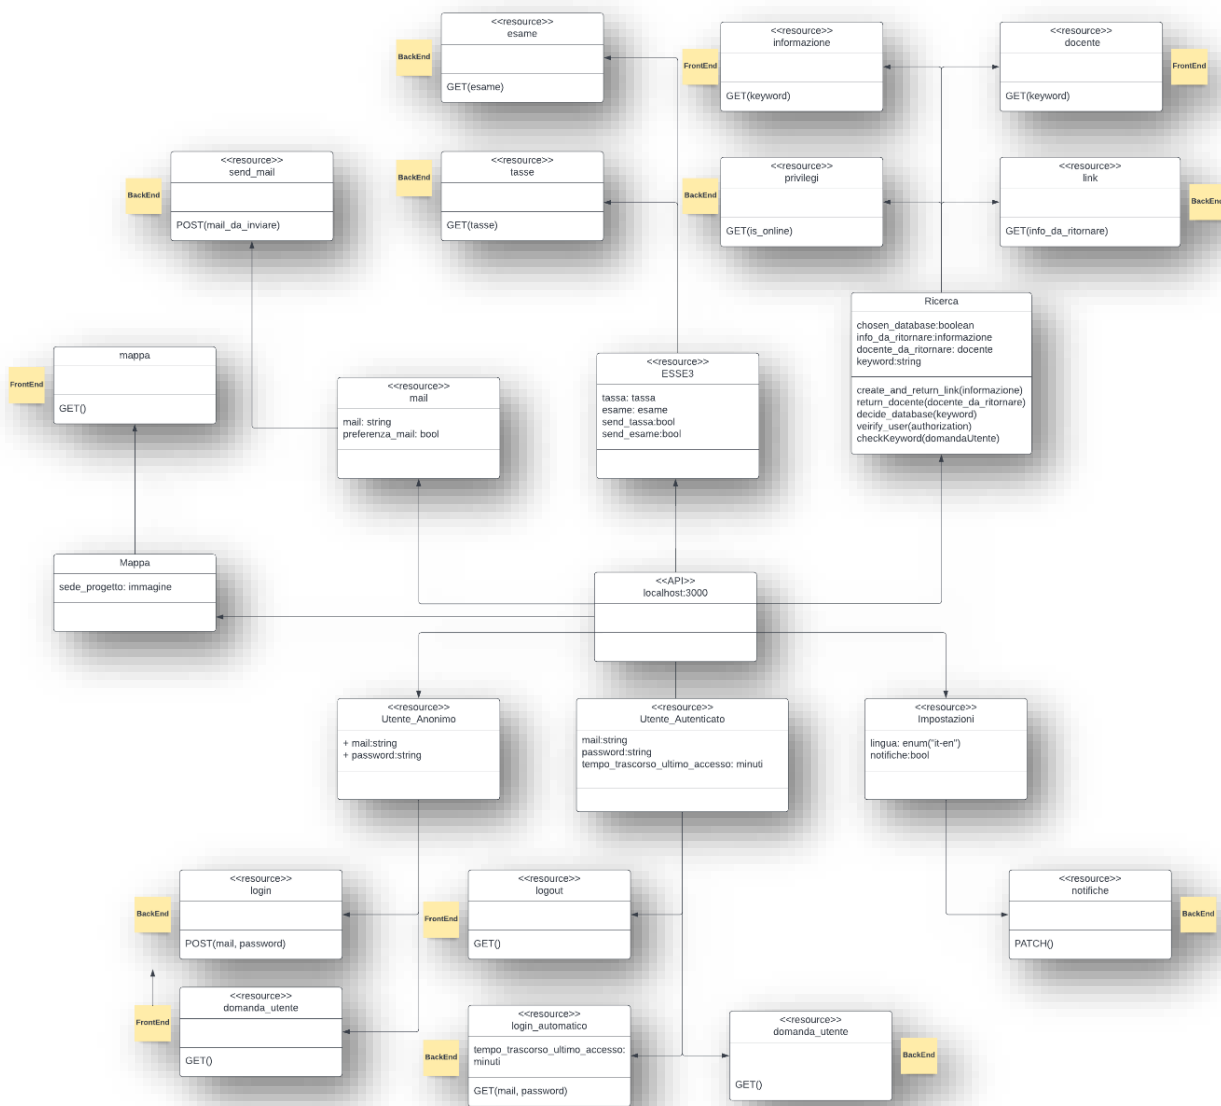 <<resource>>
esame
BackEnd
GET(esame)
<<resource>>
informazione
FrontEnd
GET(keyword)
<<resource>>
docente
FrontEnd
GET(keyword)
<<resource>>
send_mail
BackEnd
POST(mail_da_inviare)
<<resource>>
tasse
BackEnd
GET(tasse)
<<resource>>
privilegi
BackEnd
GET(is_online)
<<resource>>
link
BackEnd
GET(info_da_ritornare)
Ricerca
chosen_database:boolean
info_da_ritornare:informazione
docente_da_ritornare: docente
keyword:string
create_and_return_link(informazione)
return_docente(docente_da_ritornare)
decide_database(keyword)
veirify_user(authorization)
checkKeyword(domandaUtente)
mappa
FrontEnd
GET()
<<resource>>
mail
mail: string
preferenza_mail: bool
<<resource>>
ESSE3
tassa: tassa
esame: esame
send_tassa:bool
send_esame:bool
Mappa
sede_progetto: immagine
<<API>>
localhost:3000
<<resource>>
Utente_Anonimo
+ mail:string
+ password:string
<<resource>>
Utente_Autenticato
mail:string
password:string
tempo_trascorso_ultimo_accesso: minuti
<<resource>>
Impostazioni
lingua: enum("it-en")
notifiche:bool
<<resource>>
login
BackEnd
POST(mail, password)
<<resource>>
logout
FrontEnd
GET()
<<resource>>
notifiche
BackEnd
PATCH()
<<resource>>
domanda_utente
FrontEnd
GET()
<<resource>>
login_automatico
BackEnd
tempo_trascorso_ultimo_accesso:
minuti
GET(mail, password)
<<resource>>
domanda_utente
BackEnd
GET()